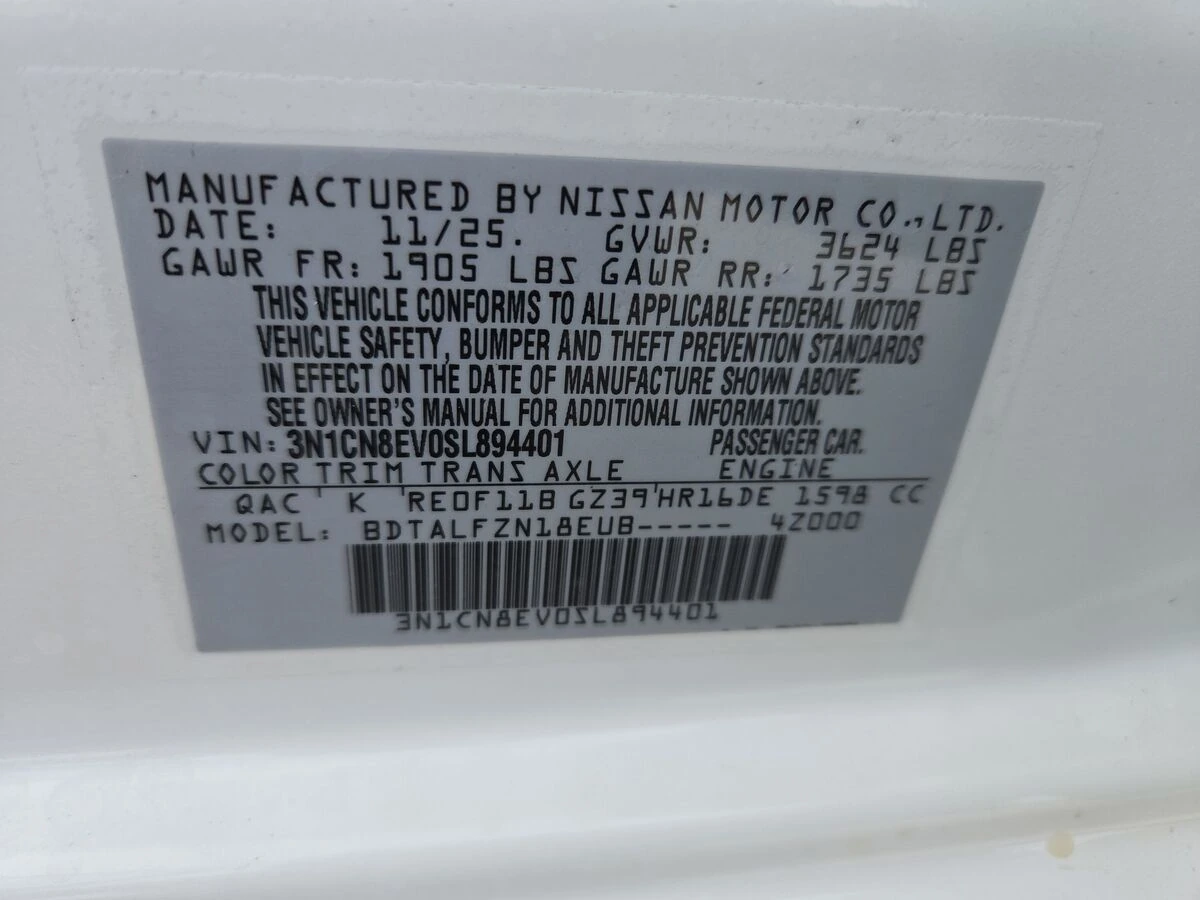 MANUFACTURED BY NISSAN MOTOR CO., LTD.
DATE: 11/25. GVWR: 3624 LBS
GAWR FR: 1905 LBS GAWR RR: 1735 LBS
THIS VEHICLE CONFORMS TO ALL APPLICABLE FEDERAL MOTOR
VEHICLE SAFETY, BUMPER AND THEFT PREVENTION STANDARDS
IN EFFECT ON THE DATE OF MANUFACTURE SHOWN ABOVE.
SEE OWNER'S MANUAL FOR ADDITIONAL INFORMATION.
VIN: 3N1CN8EV0SL894401 PASSENGER CAR.
COLOR TRIM TRANS AXLE ENGINE
QAC K RE0F11B GZ39 HR16DE 1598 CC
MODEL: BDTALFZN18EUB----- 4Z000
3N1CN8EV0SL894401